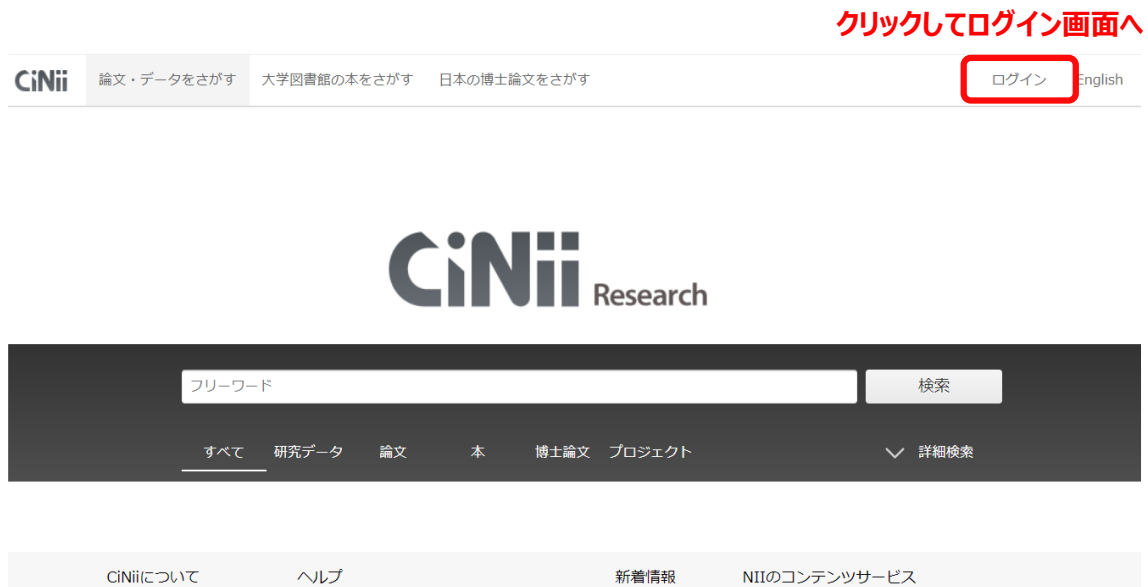 クリックしてログイン画面へ
CiNii 論文・データをさがす 大学図書館の本をさがす 日本の博士論文をさがす ログイン English
CiNii Research
フリーワード 検索
すべて 研究データ 論文 本 博士論文 プロジェクト 詳細検索
CiNiiについて ヘルプ 新着情報 NIIのコンテンツサービス